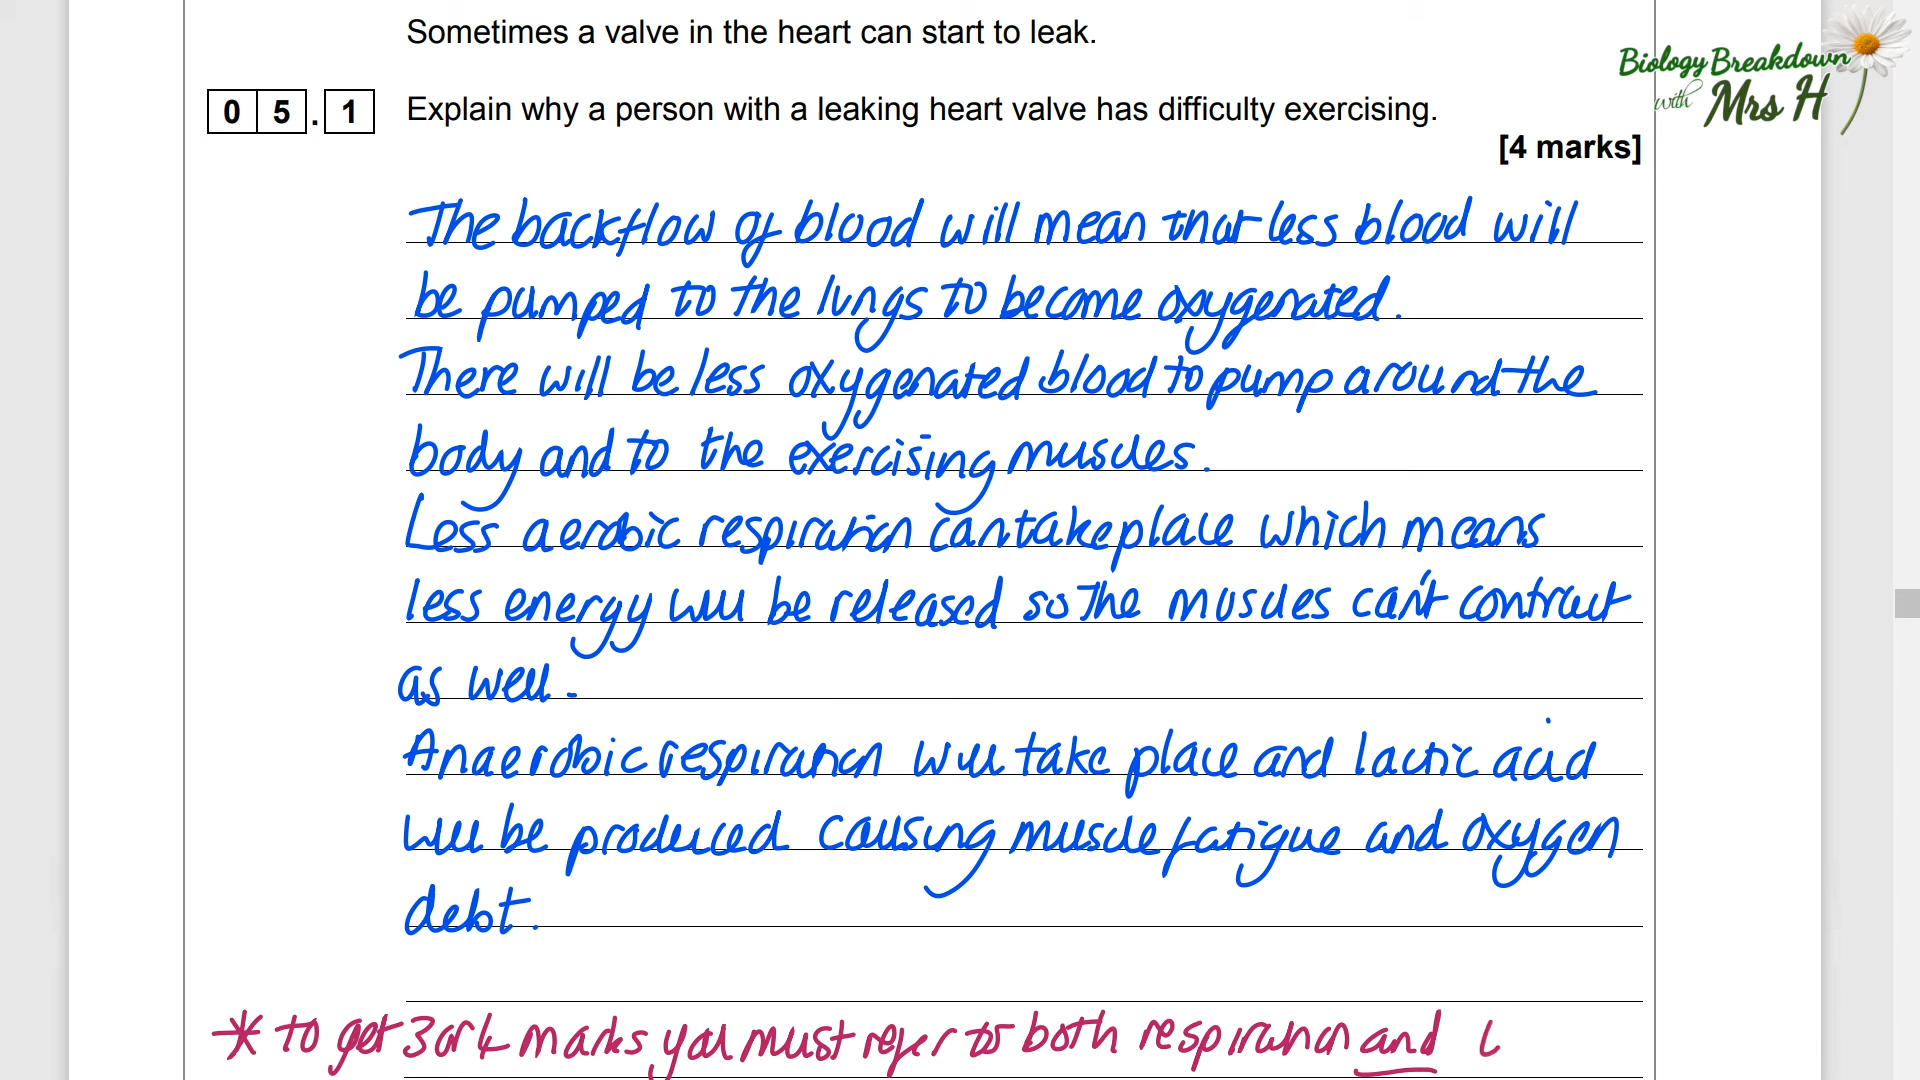 Sometimes a valve in the heart can start to leak.
Biology Breakdown
with Mrs H
05.1 Explain why a person with a leaking heart valve has difficulty exercising.
[4 marks]
The backflow of blood will mean that less blood will
be pumped to the lungs to become oxygenated.
There will be less oxygenated blood to pump around the
body and to the exercising muscles.
Less aerobic respiration can take place which means
less energy will be released so the muscles can't contract
as well.
Anaerobic respiration will take place and lactic acid
will be produced causing muscle fatigue and oxygen
debt.
* to get 3 or 4 marks you must refer to both respiration and